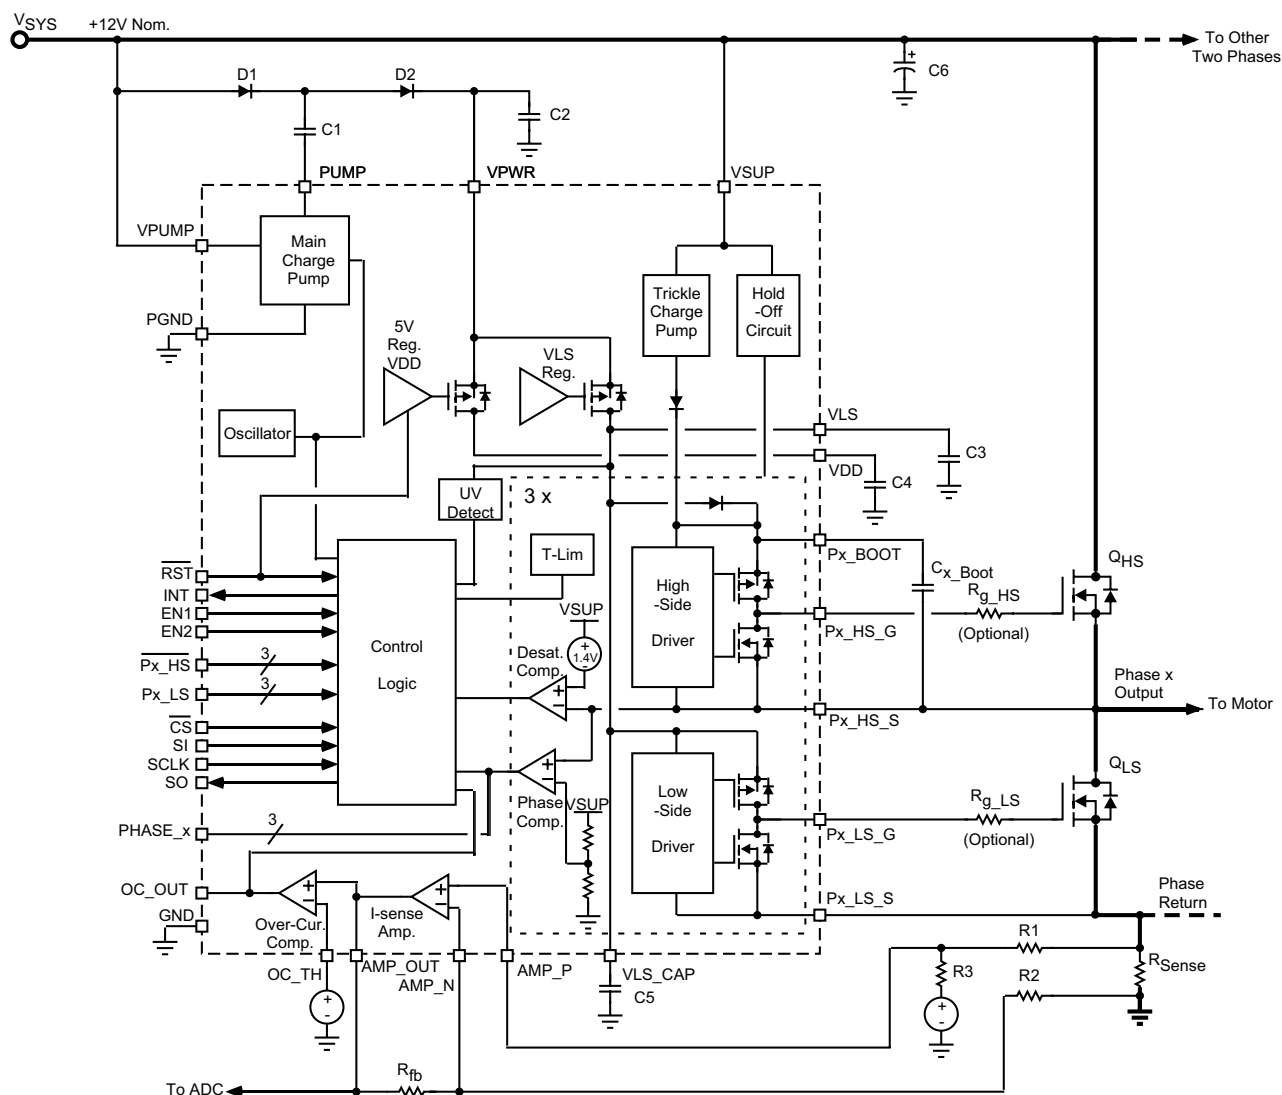 VSYS
+12V Nom.
To Other
Two Phases
D1
D2
C6
C1
C2
PUMP
VPWR
VSUP
VPUMP
Main
Charge
Pump
PGND
Trickle
Charge
Pump
Hold
-Off
Circuit
5V
Reg.
VDD
VLS
Reg.
Oscillator
VLS
VDD
C3
C4
UV
Detect
3 x
T-Lim
Px_BOOT
Cx_Boot
QHS
RST
INT
EN1
EN2
Px_HS
3
Px_LS
3
CS
SI
SCLK
SO
Control
Logic
VSUP
+
1.4V
-
Desat.
Comp.
+
-
High
-Side
Driver
Rg_HS
Px_HS_G
(Optional)
Phase x
Output
To Motor
Px_HS_S
+
-
Phase
Comp.
VSUP
Low
-Side
Driver
QLS
Rg_LS
Px_LS_G
(Optional)
PHASE_x
3
OC_OUT
GND
+
-
Over-Cur.
Comp.
I-sense
Amp.
+
-
Px_LS_S
Phase
Return
OC_TH
AMP_OUT
AMP_N
AMP_P
VLS_CAP
C5
R1
R2
R3
RSense
+
-
+
-
Rfb
To ADC